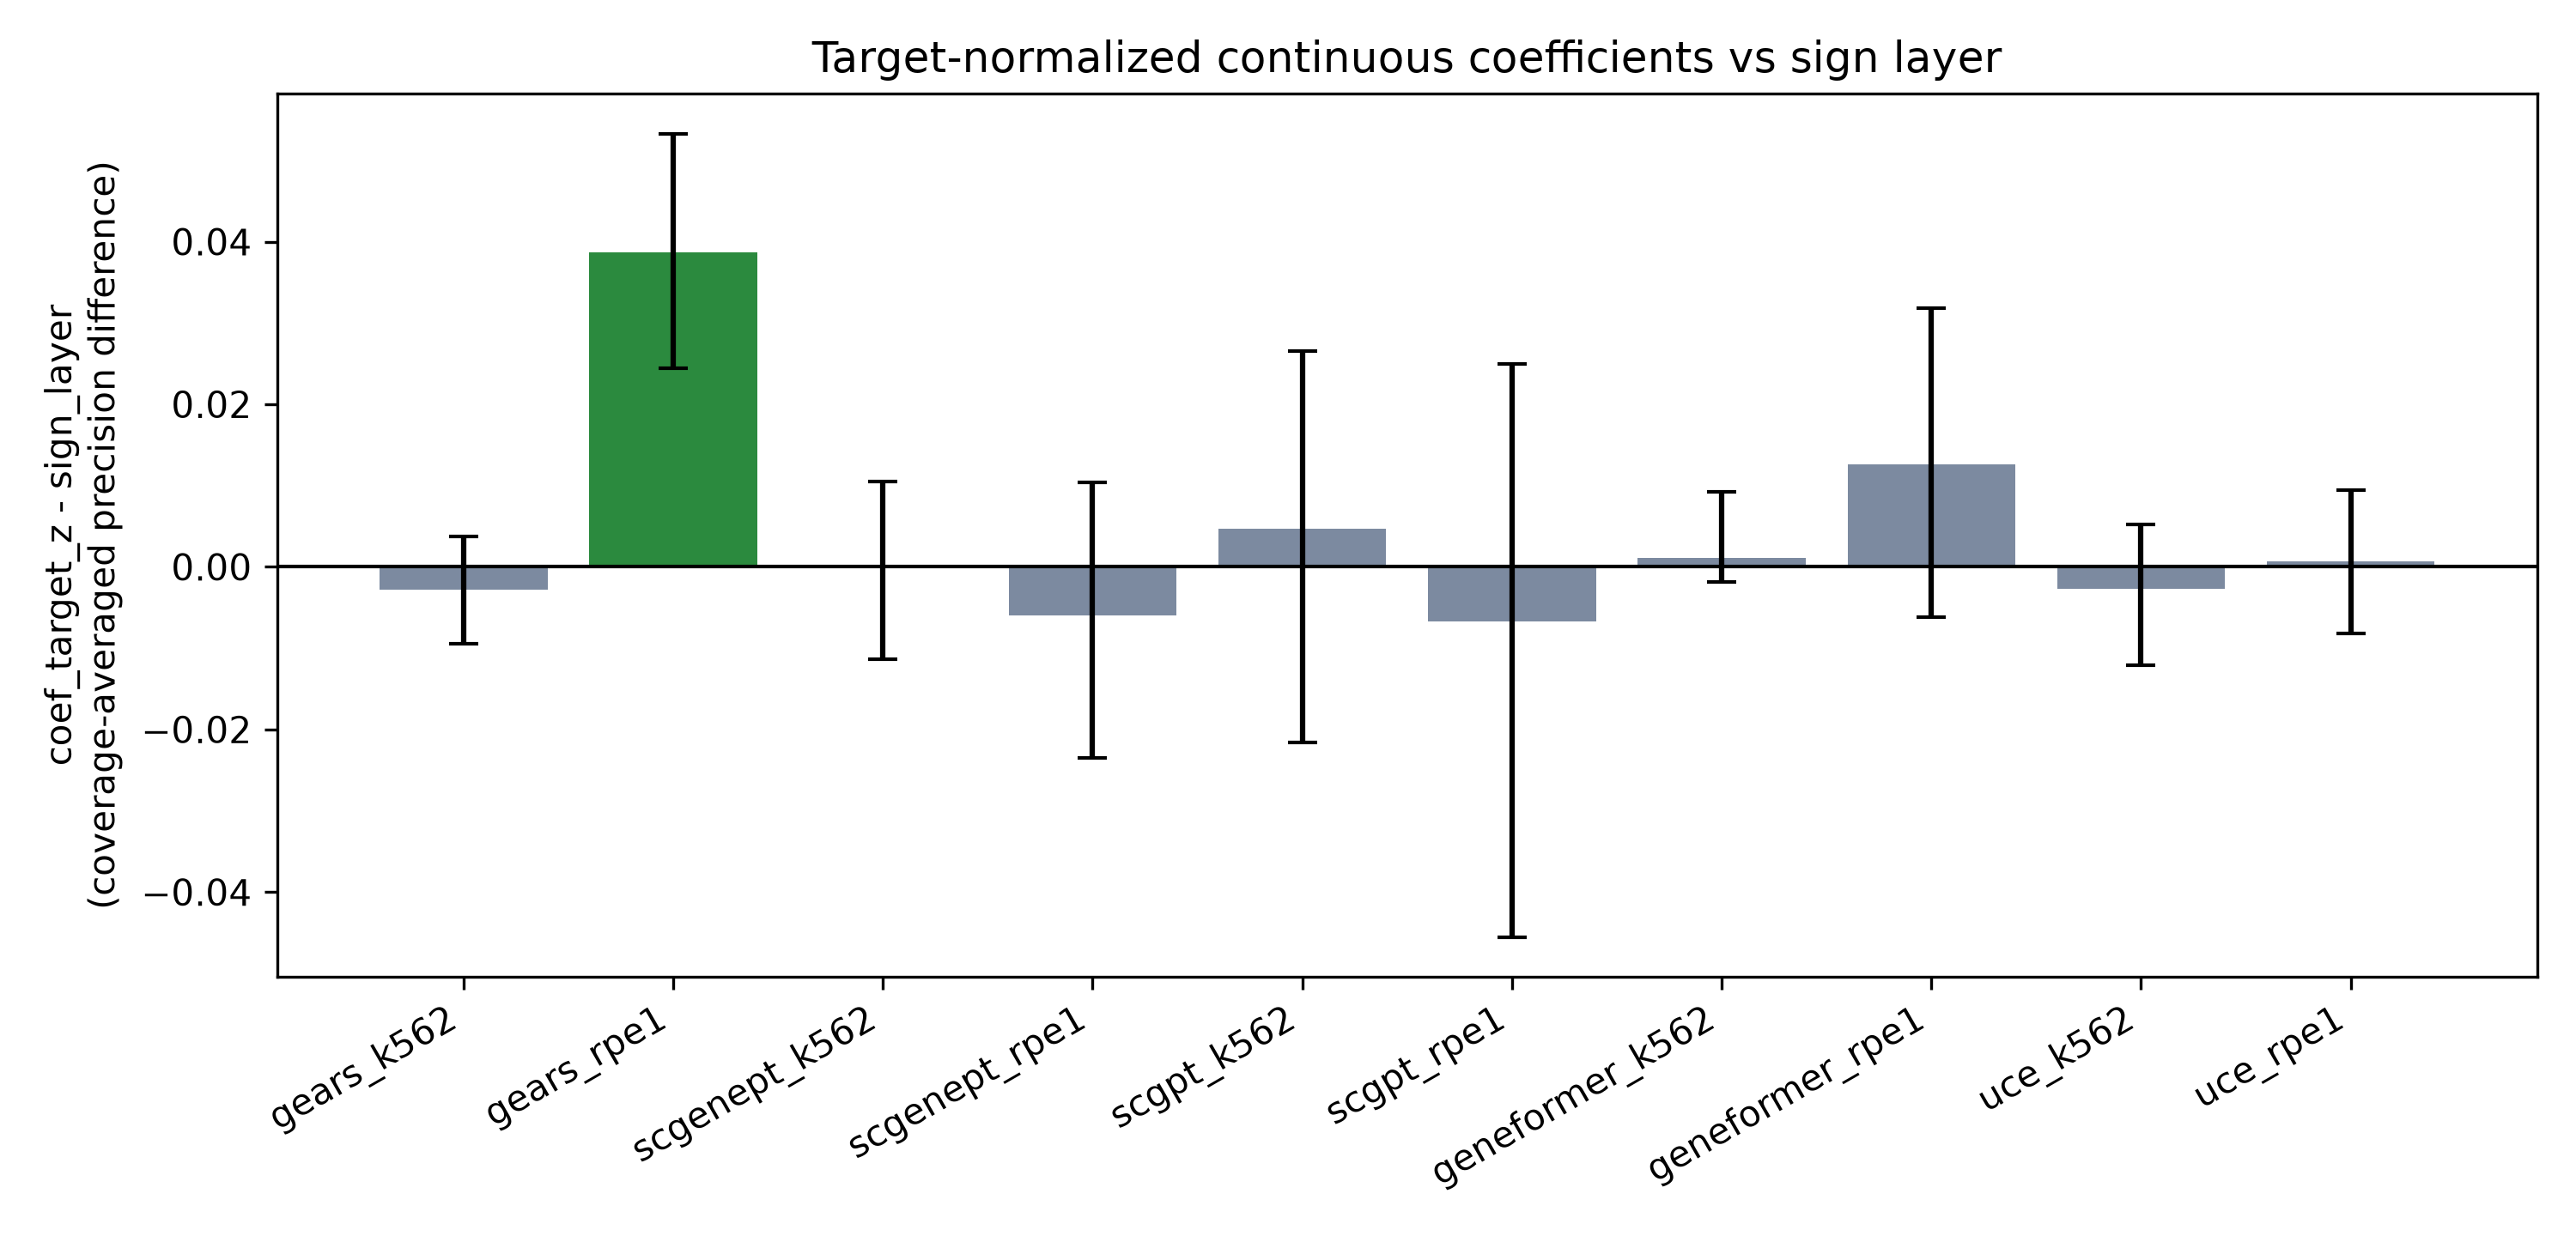 Target-normalized continuous coefficients vs sign layer
coef_target_z - sign_layer
(coverage-averaged precision difference)
0.04
0.02
0.00
−0.02
−0.04
gears_k562
gears_rpe1
scgenept_k562
scgenept_rpe1
scgpt_k562
scgpt_rpe1
geneformer_k562
geneformer_rpe1
uce_k562
uce_rpe1